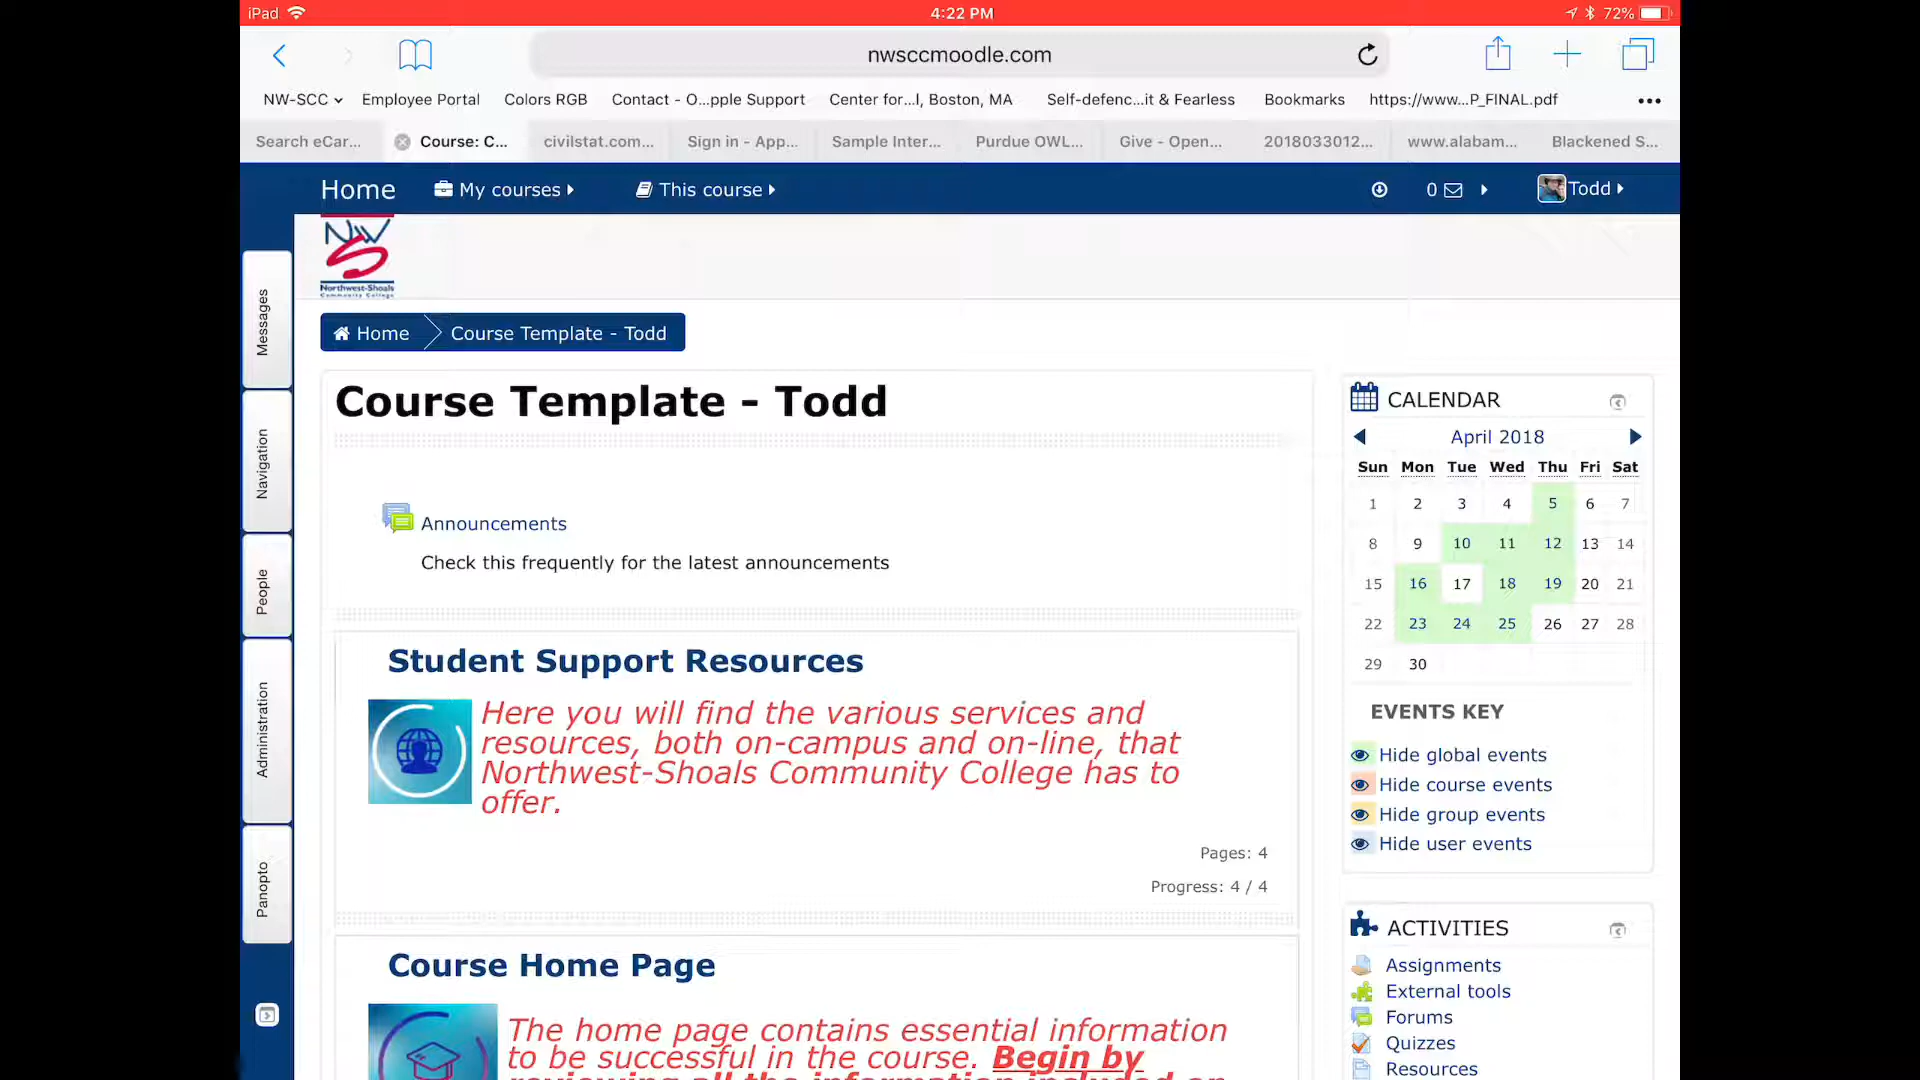 iPad 4:22 PM 72%
nwsccmoodle.com
NW-SCC Employee Portal Colors RGB Contact - O...pple Support Center for...l, Boston, MA Self-defenc...it & Fearless Bookmarks https://www...P_FINAL.pdf •••
Search eCar... Course: C... civilstat.com... Sign in - App... Sample Inter... Purdue OWL... Give - Open... 2018033012... www.alabam... Blackened S...
Home My courses This course 0 Todd
NWS
Northwest-Shoals
Community College
Messages
Navigation
People
Administration
Panopto
Home Course Template - Todd
Course Template - Todd
Announcements
Check this frequently for the latest announcements
Student Support Resources
Here you will find the various services and
resources, both on-campus and on-line, that
Northwest-Shoals Community College has to
offer.
Pages: 4
Progress: 4 / 4
Course Home Page
The home page contains essential information
to be successful in the course. Begin by
reviewing all the information included on
CALENDAR
April 2018
Sun Mon Tue Wed Thu Fri Sat
1 2 3 4 5 6 7
8 9 10 11 12 13 14
15 16 17 18 19 20 21
22 23 24 25 26 27 28
29 30
EVENTS KEY
Hide global events
Hide course events
Hide group events
Hide user events
ACTIVITIES
Assignments
External tools
Forums
Quizzes
Resources